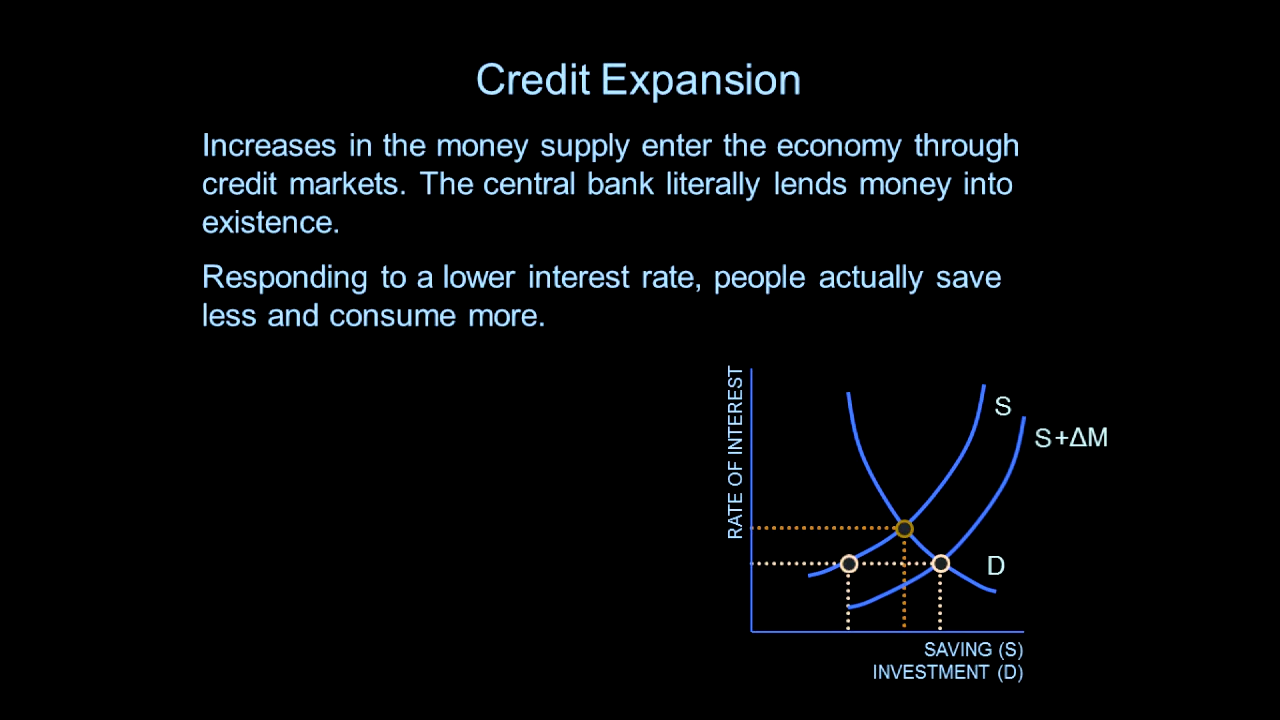 Credit Expansion
Increases in the money supply enter the economy through
credit markets. The central bank literally lends money into
existence.
Responding to a lower interest rate, people actually save
less and consume more.
RATE OF INTEREST
S
S+ΔM
D
SAVING (S)
INVESTMENT (D)